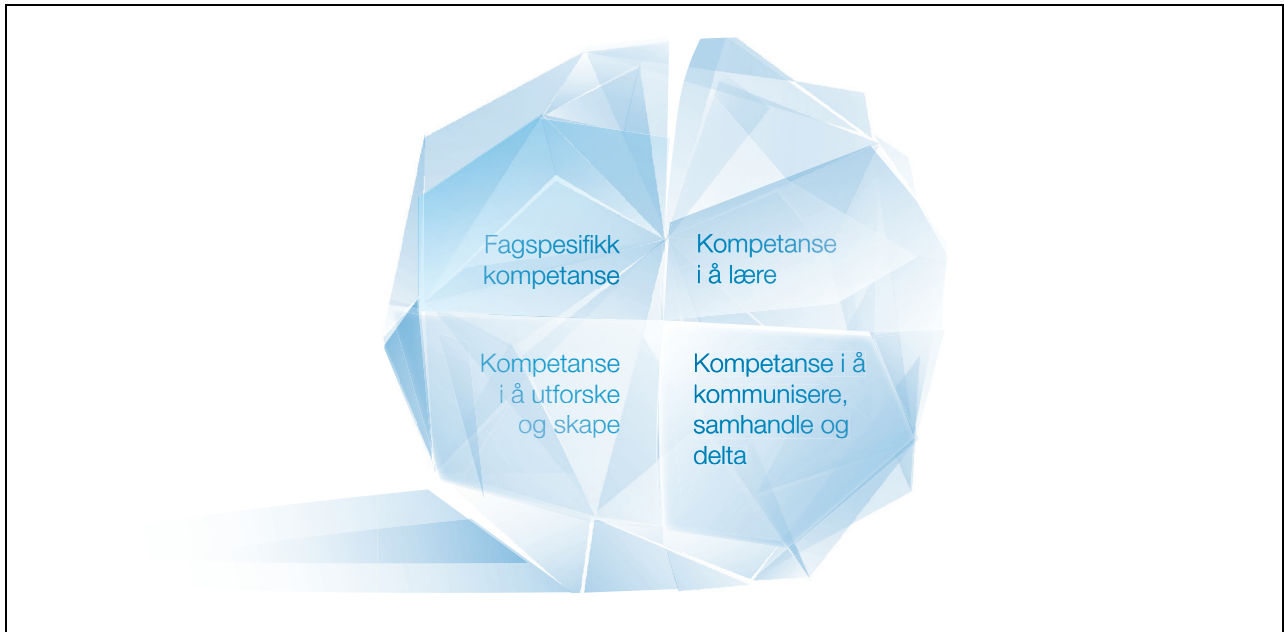 Fagspesifikk
kompetanse
Kompetanse
i å lære
Kompetanse
i å utforske
og skape
Kompetanse i å
kommunisere,
samhandle og
delta